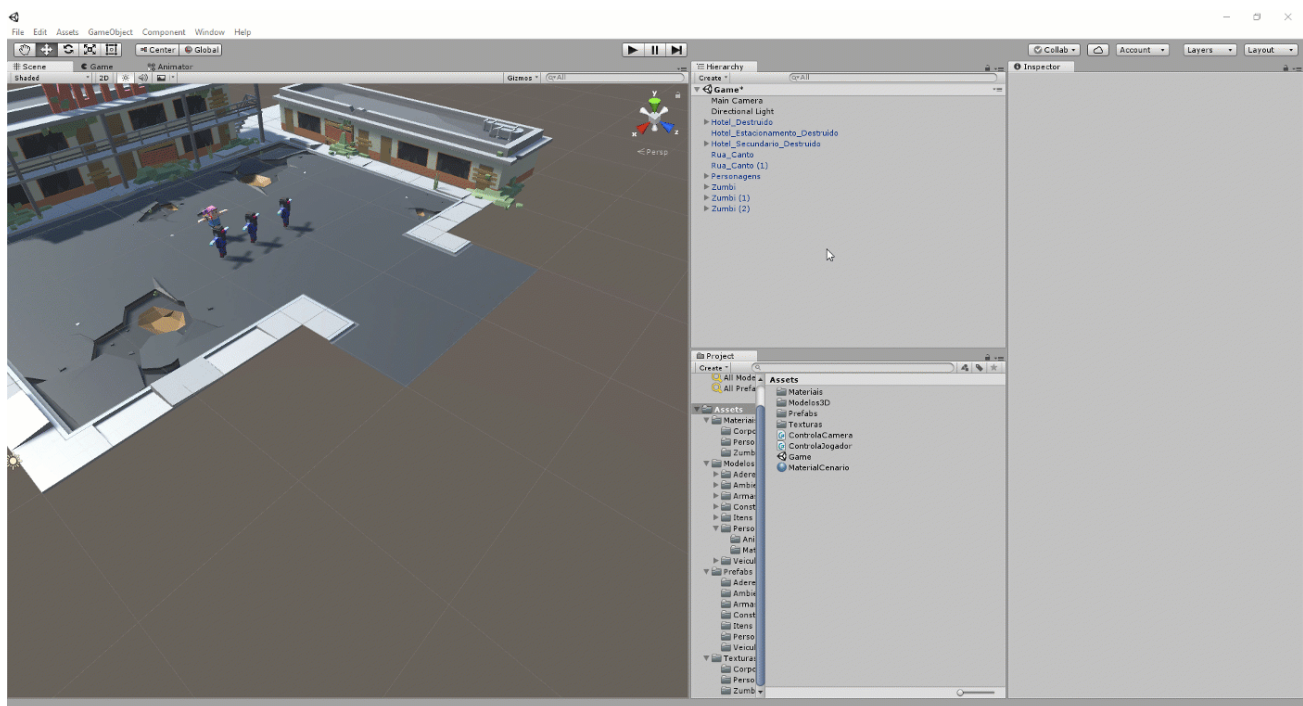 File Edit Assets GameObject Component Window Help
Center Global
Collab Account Layers Layout
Scene Game Animator
Shaded 2D Gizmos All
y
x z
Persp
Hierarchy
Create All
Game*
Main Camera
Directional Light
Hotel_Destruido
Hotel_Estacionamento_Destruido
Hotel_Secundario_Destruido
Rua_Canto
Rua_Canto (1)
Personagens
Zumbi
Zumbi (1)
Zumbi (2)
Inspector
Project
Create
All Mode
All Prefa
Assets
Materiai
Corpo
Perso
Zumb
Modelos
Adere
Ambie
Armas
Const
Itens
Perso
Ani
Mat
Veicul
Prefabs
Adere
Ambie
Armas
Const
Itens
Perso
Veicul
Texturas
Corpo
Perso
Zumb
Assets
Materiais
Modelos3D
Prefabs
Texturas
ControlaCamera
ControlaJogador
Game
MaterialCenario